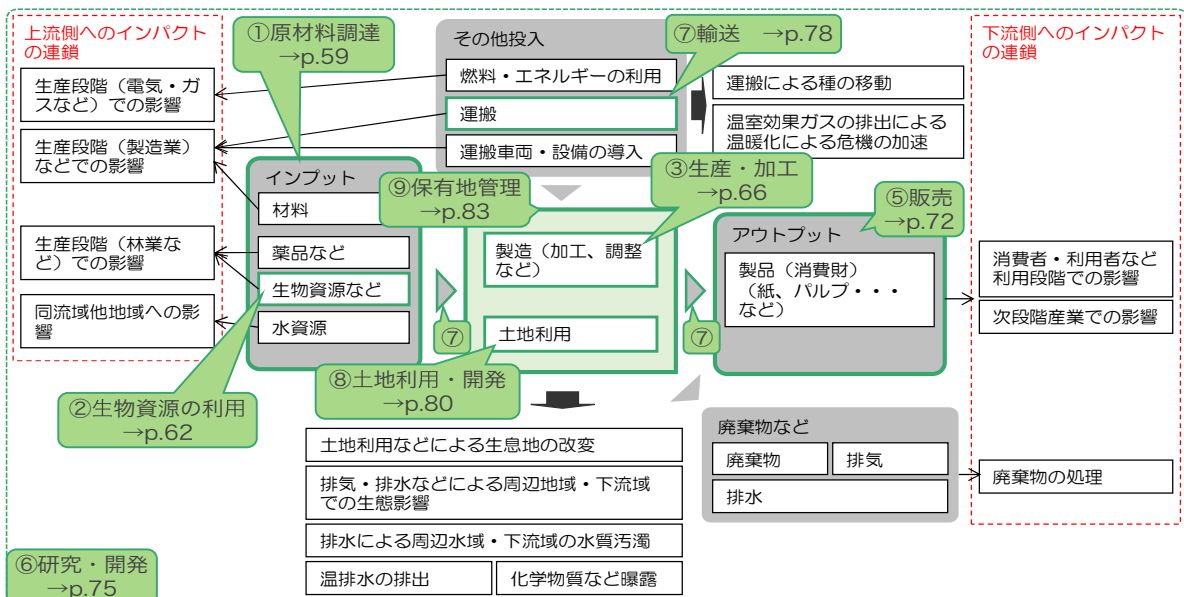 上流側へのインパクト
の連鎖
生産段階（電気・ガ
スなど）での影響
生産段階（製造業）
などでの影響
生産段階（林業な
ど）での影響
同流域他地域への影
響
①原材料調達
→p.59
インプット
材料
薬品など
生物資源など
水資源
②生物資源の利用
→p.62
その他投入
燃料・エネルギーの利用
運搬
運搬車両・設備の導入
⑦輸送　→p.78
運搬による種の移動
温室効果ガスの排出による
温暖化による危機の加速
⑨保有地管理
→p.83
③生産・加工
→p.66
製造（加工、調整
など）
土地利用
⑦
⑦
⑧土地利用・開発
→p.80
⑤販売
→p.72
アウトプット
製品（消費財）
（紙、パルプ・・・
など）
下流側へのインパクト
の連鎖
消費者・利用者など
利用段階での影響
次段階産業での影響
廃棄物の処理
廃棄物など
廃棄物
排気
排水
土地利用などによる生息地の改変
排気・排水などによる周辺地域・下流域
での生態影響
排水による周辺水域・下流域の水質汚濁
温排水の排出
化学物質など曝露
⑥研究・開発
→p.75